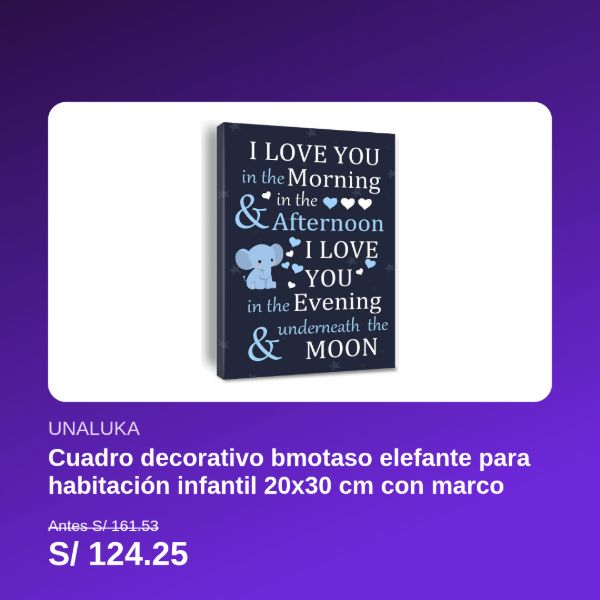 I LOVE YOU
in the Morning
& in the
Afternoon
I LOVE
YOU
in the Evening
& underneath the
MOON
UNALUKA
Cuadro decorativo bmotaso elefante para
habitación infantil 20x30 cm con marco
Antes S/ 161.53
S/ 124.25